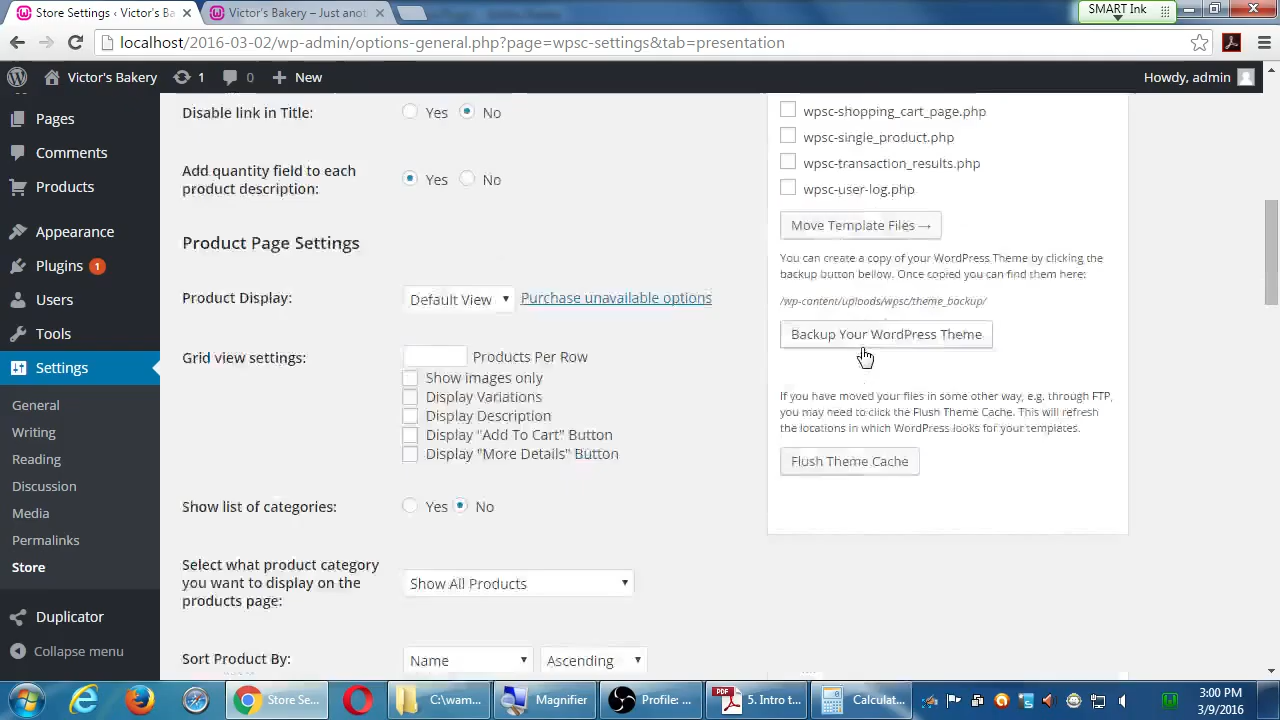 Store Settings ‹ Victor's Ba
Victor's Bakery – Just anot
SMART Ink
localhost/2016-03-02/wp-admin/options-general.php?page=wpsc-settings&tab=presentation
Victor's Bakery
1
0
New
Howdy, admin
Pages
Comments
Products
Appearance
Plugins 1
Users
Tools
Settings
General
Writing
Reading
Discussion
Media
Permalinks
Store
Duplicator
Collapse menu
Disable link in Title:
Yes
No
Add quantity field to each
product description:
Yes
No
Product Page Settings
Product Display:
Default View
Purchase unavailable options
Grid view settings:
Products Per Row
Show images only
Display Variations
Display Description
Display "Add To Cart" Button
Display "More Details" Button
Show list of categories:
Yes
No
Select what product category
you want to display on the
products page:
Show All Products
Sort Product By:
Name
Ascending
wpsc-shopping_cart_page.php
wpsc-single_product.php
wpsc-transaction_results.php
wpsc-user-log.php
Move Template Files →
You can create a copy of your WordPress Theme by clicking the
backup button below. Once copied you can find them here:
/wp-content/uploads/wpsc/theme_backup/
Backup Your WordPress Theme
If you have moved your files in some other way, e.g. through FTP,
you may need to click the Flush Theme Cache. This will refresh
the locations in which WordPress looks for your templates.
Flush Theme Cache
Store Se...
C:\wam...
Magnifier
Profile: ...
5. Intro t...
Calculat...
3:00 PM
3/9/2016